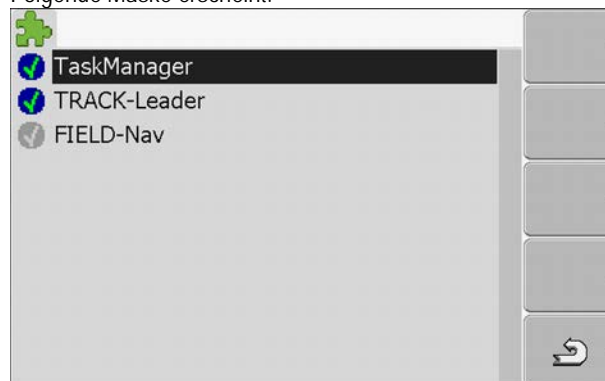 Folgende Maske erscheint:
TaskManager
TRACK-Leader
FIELD-Nav